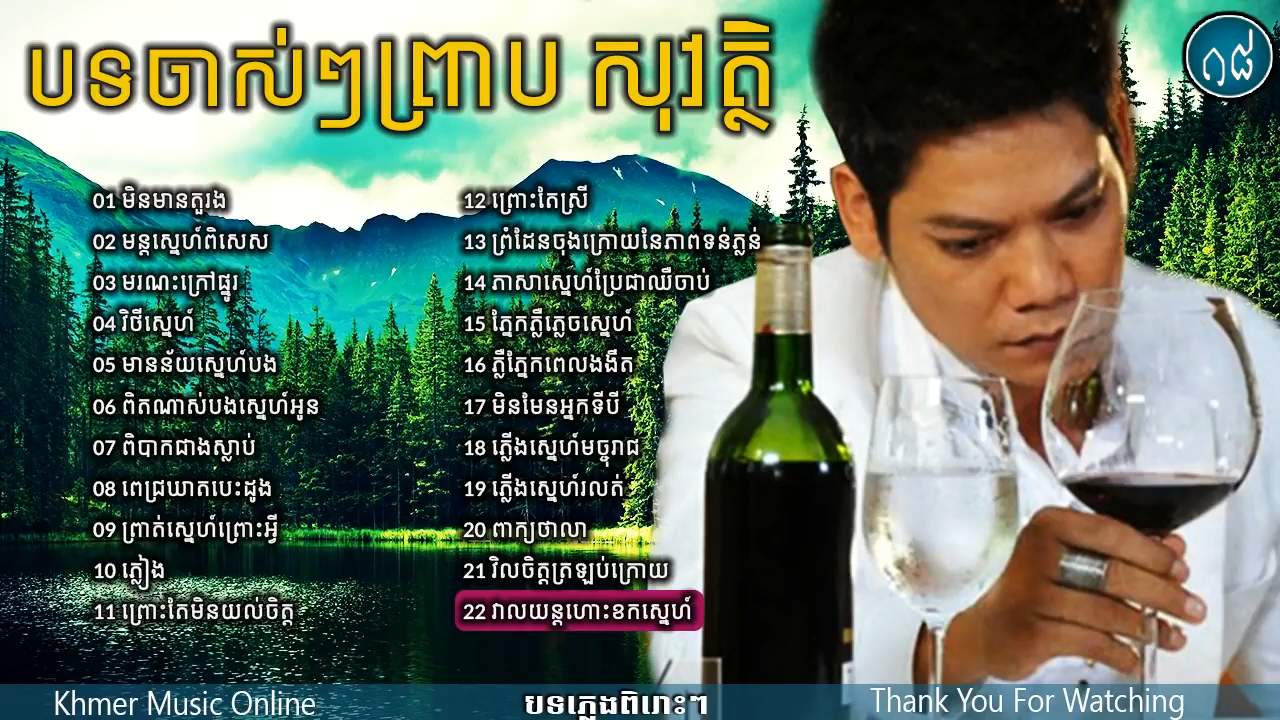 បទចាស់ៗព្រាប សុវត្ថិ
01 មិនមានតួរង
02 មន្តស្នេហ៍ពិសេស
03 មរណះក្រៅផ្នូរ
04 វិថីស្នេហ៍
05 មានន័យស្នេហ៍បង
06 ពិតណាស់បងស្នេហ៍អូន
07 ពិបាកជាងស្លាប់
08 ពេជ្រឃាតបេះដូង
09 ព្រាត់ស្នេហ៍ព្រោះអ្វី
10 ភ្លៀង
11 ព្រោះតែមិនយល់ចិត្ត
12 ព្រោះតែស្រី
13 ព្រំដែនចុងក្រោយនៃភាពទន់ភ្លន់
14 ភាសាស្នេហ៍ប្រែជាឈឺចាប់
15 ភ្នែកភ្លឺភ្លេចស្នេហ៍
16 ភ្លឺភ្នែកពេលងងឹត
17 មិនមែនអ្នកទីបី
18 ភ្លើងស្នេហ៍មច្ចុរាជ
19 ភ្លើងស្នេហ៍រលត់
20 ពាក្យថាលា
21 វិលចិត្តត្រឡប់ក្រោយ
22 វាលយន្តហោះខកស្នេហ៍
Khmer Music Online
បទភ្លេងពិរោះៗ
Thank You For Watching